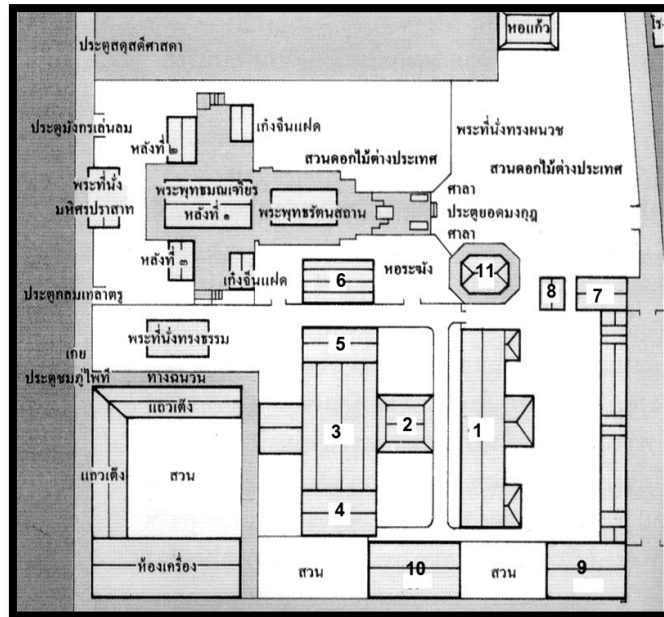 หอแก้ว
ประตูสดุสดีศาสดา
ประตูมังกรเล่นลม
หลังที่ ๒
เก๋งจีนแฝด
พระที่นั่งทรงผนวช
สวนดอกไม้ต่างประเทศ
สวนดอกไม้ต่างประเทศ
พระที่นั่ง
มหิศรปราสาท
พระพุทธมณเฑียร
หลังที่ ๑
พระพุทธรัตนสถาน
ศาลา
ประตูยอดมงกุฎ
ศาลา
หลังที่ ๓
เก๋งจีนแฝด
หอระฆัง
6
11
8
7
ประตูกลมเกลาตรู
พระที่นั่งทรงธรรม
5
เกย
ประตูชมภูไพที
ทางฉนวน
แถวเต๊ง
3
2
1
แถวเต๊ง
สวน
4
ห้องเครื่อง
สวน
10
สวน
9